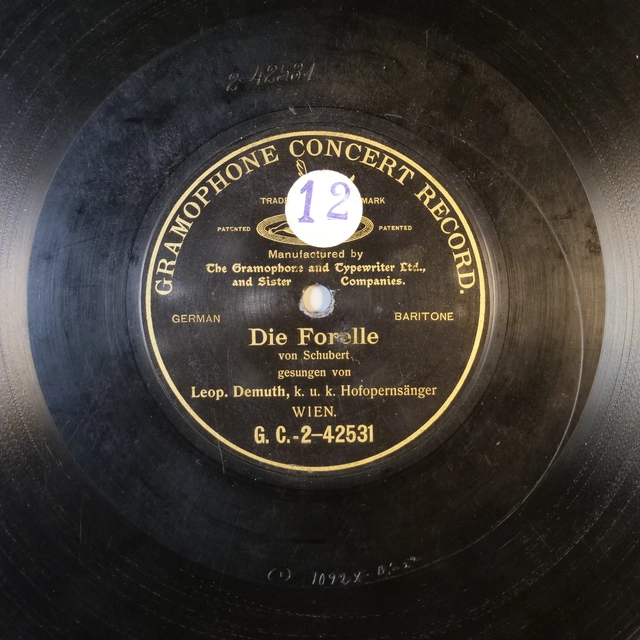 2-42531
GRAMOPHONE CONCERT RECORD.
12
TRADE MARK
PATENTED PATENTED
Manufactured by
The Gramophone and Typewriter Ltd.,
and Sister Companies.
GERMAN BARITONE
Die Forelle
von Schubert
gesungen von
Leop. Demuth, k. u. k. Hofopernsänger
WIEN.
G. C.-2-42531